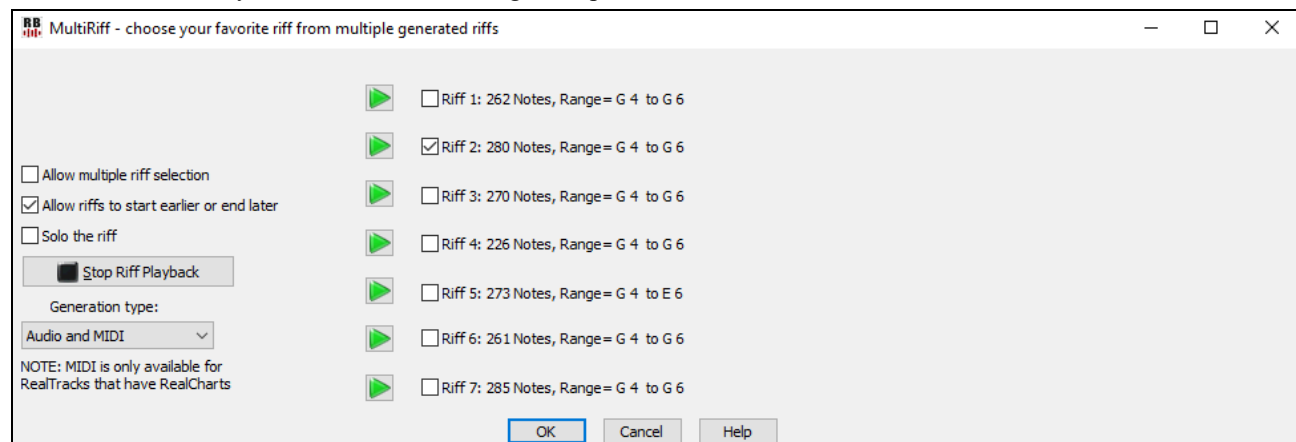 RB MultiRiff - choose your favorite riff from multiple generated riffs
Riff 1: 262 Notes, Range= G 4 to G 6
Riff 2: 280 Notes, Range= G 4 to G 6
Allow multiple riff selection
Riff 3: 270 Notes, Range= G 4 to G 6
Allow riffs to start earlier or end later
Solo the riff
Riff 4: 226 Notes, Range= G 4 to G 6
Stop Riff Playback
Riff 5: 273 Notes, Range= G 4 to E 6
Generation type:
Audio and MIDI
Riff 6: 261 Notes, Range= G 4 to G 6
NOTE: MIDI is only available for
RealTracks that have RealCharts
Riff 7: 285 Notes, Range= G 4 to G 6
OK Cancel Help